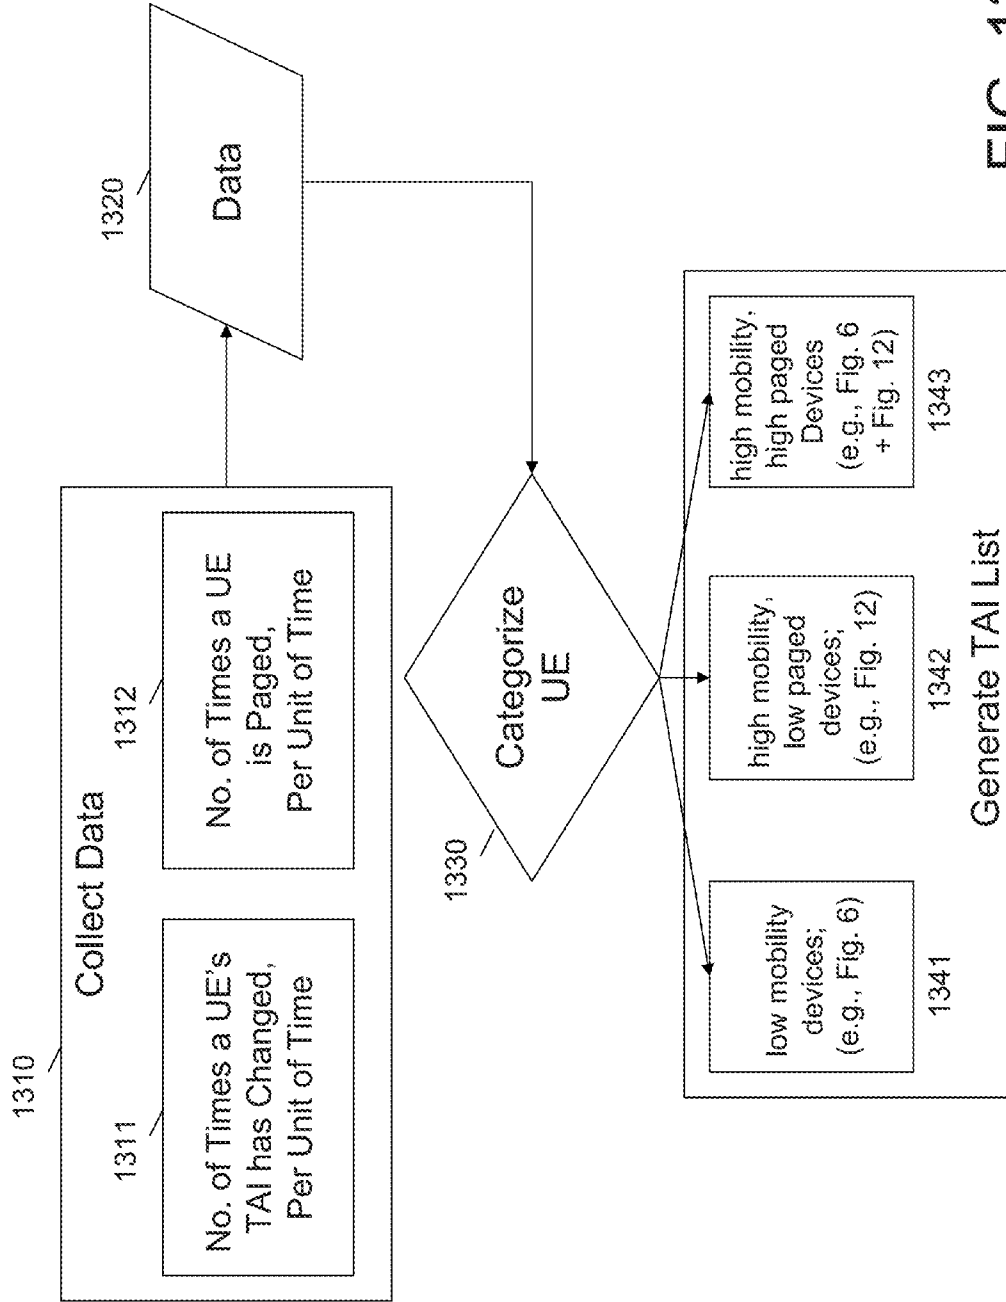 1310
Collect Data
1311
No. of Times a UE's
TAI has Changed,
Per Unit of Time
1312
No. of Times a UE
is Paged,
Per Unit of Time
1320
Data
1330
Categorize
UE
low mobility
devices;
(e.g., Fig. 6)
1341
high mobility,
low paged
devices;
(e.g., Fig. 12)
1342
high mobility,
high paged
Devices
(e.g., Fig. 6
+ Fig. 12)
1343
Generate TAI List
FIG.